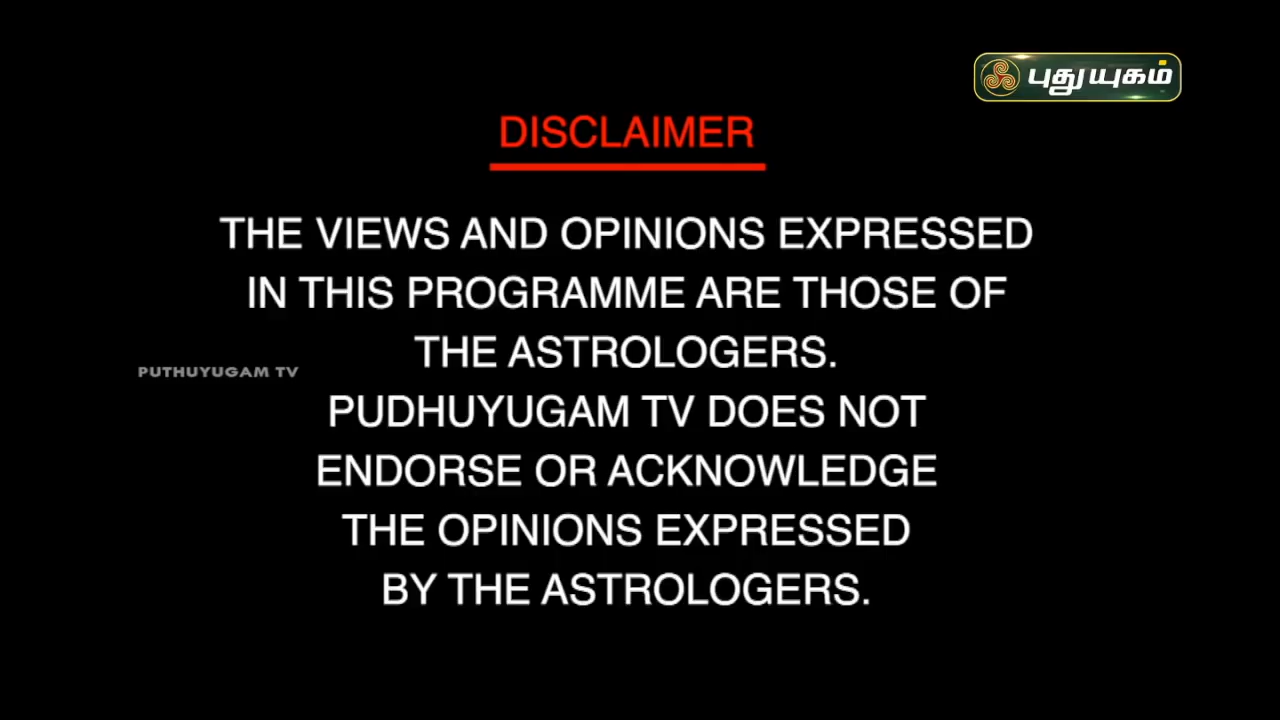 புதுயுகம்
DISCLAIMER
THE VIEWS AND OPINIONS EXPRESSED
IN THIS PROGRAMME ARE THOSE OF
THE ASTROLOGERS.
PUTHUYUGAM TV
PUDHUYUGAM TV DOES NOT
ENDORSE OR ACKNOWLEDGE
THE OPINIONS EXPRESSED
BY THE ASTROLOGERS.